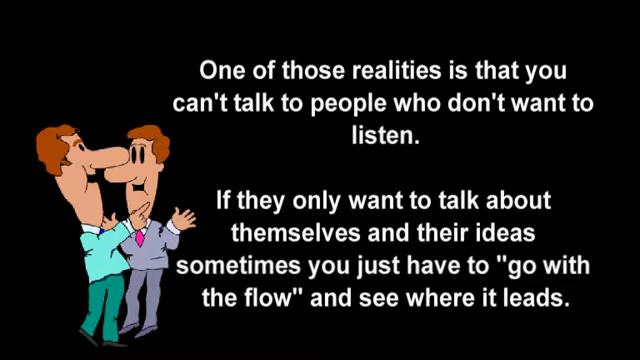 One of those realities is that you
can't talk to people who don't want to
listen.
If they only want to talk about
themselves and their ideas
sometimes you just have to "go with
the flow" and see where it leads.